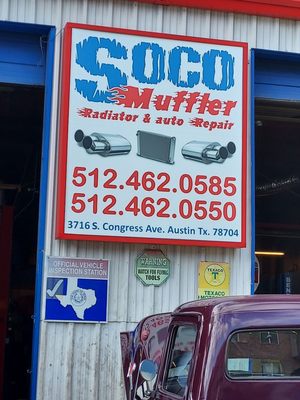 SOCO
Muffler
Radiator & auto Repair
512.462.0585
512.462.0550
3716 S. Congress Ave. Austin Tx. 78704
OFFICIAL VEHICLE
INSPECTION STATION
WARNING
WATCH FOR FLYING
TOOLS
TEXACO